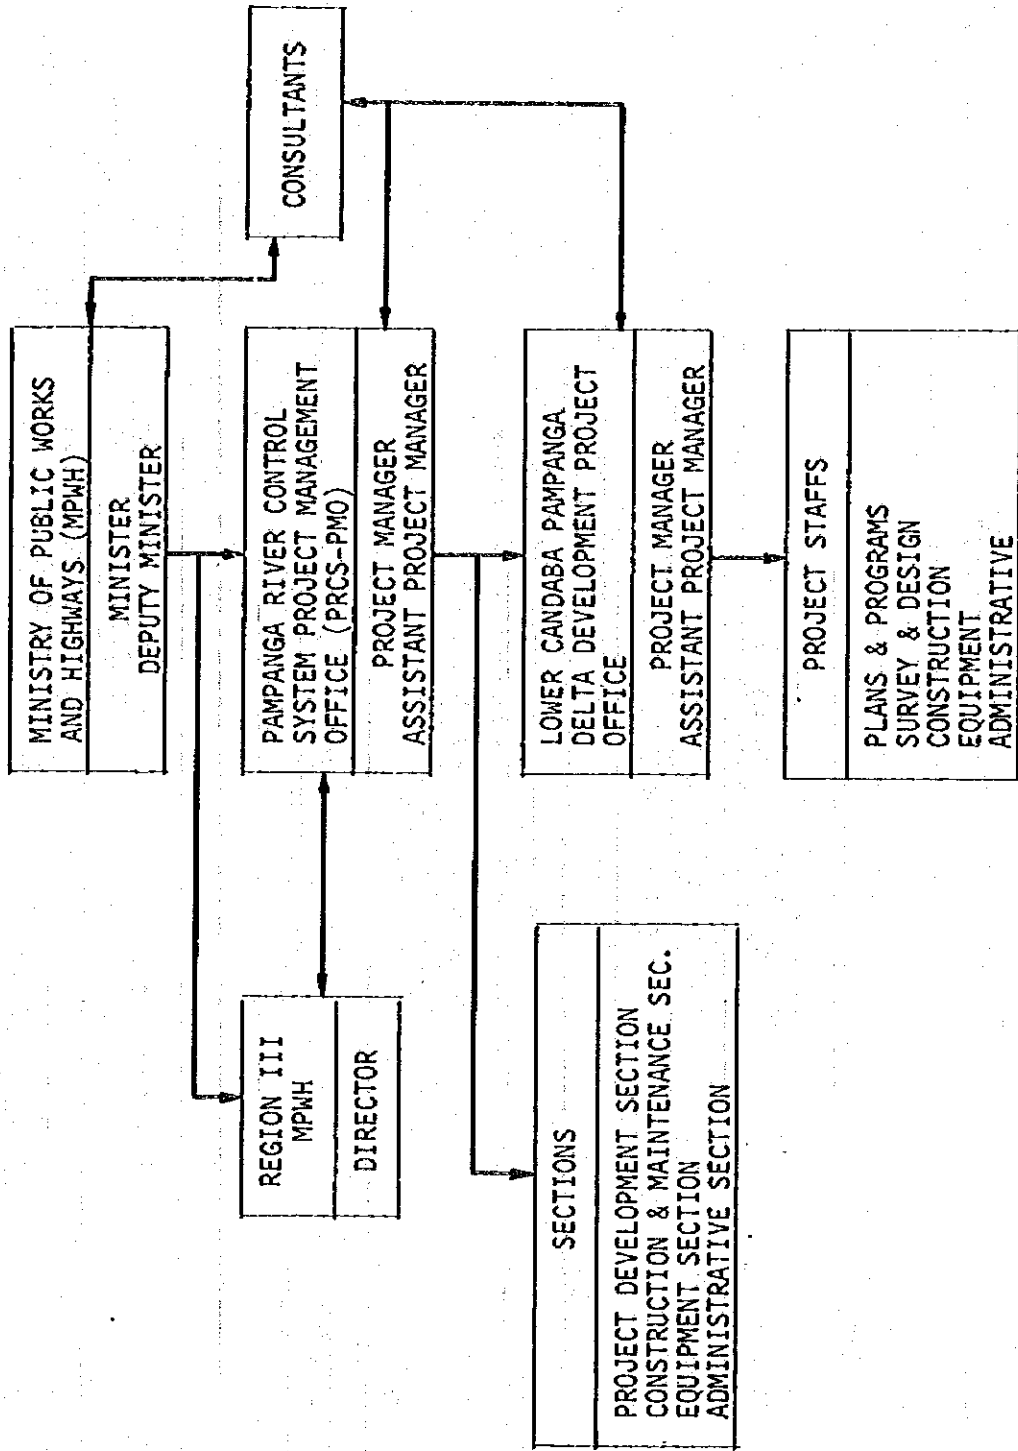 MINISTRY OF PUBLIC WORKS
AND HIGHWAYS (MPWH)
MINISTER
DEPUTY MINISTER
CONSULTANTS
REGION III
MPWH
DIRECTOR
PAMPANGA RIVER CONTROL
SYSTEM PROJECT MANAGEMENT
OFFICE (PRCS-PMO)
PROJECT MANAGER
ASSISTANT PROJECT MANAGER
SECTIONS
PROJECT DEVELOPMENT SECTION
CONSTRUCTION & MAINTENANCE SEC.
EQUIPMENT SECTION
ADMINISTRATIVE SECTION
LOWER CANDABA PAMPANGA
DELTA DEVELOPMENT PROJECT
OFFICE
PROJECT MANAGER
ASSISTANT PROJECT MANAGER
PROJECT STAFFS
PLANS & PROGRAMS
SURVEY & DESIGN
CONSTRUCTION
EQUIPMENT
ADMINISTRATIVE